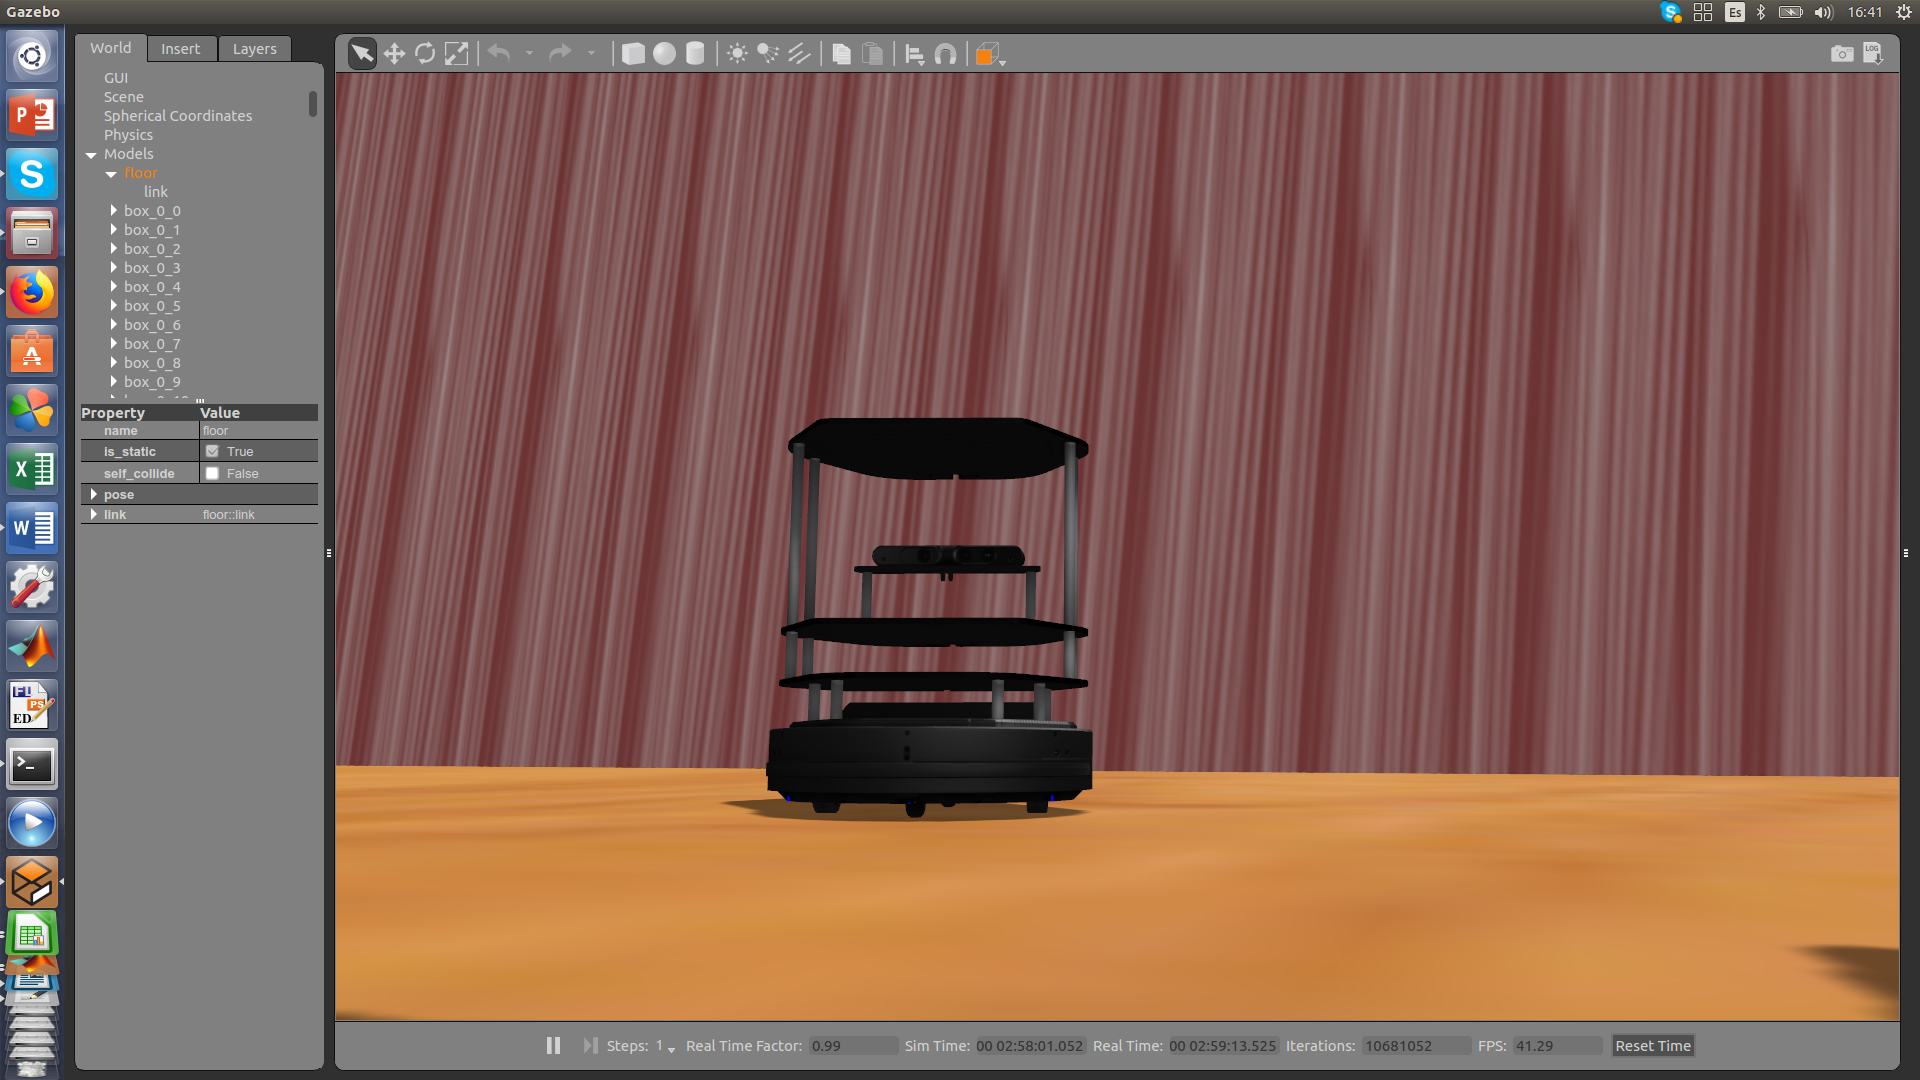 Gazebo
Es
16:41
World
Insert
Layers
LOG
GUI
Scene
Spherical Coordinates
Physics
Models
floor
link
box_0_0
box_0_1
box_0_2
box_0_3
box_0_4
box_0_5
box_0_6
box_0_7
box_0_8
box_0_9
Property Value
name floor
is_static True
self_collide False
pose
link floor::link
Steps: 1 Real Time Factor: 0.99 Sim Time: 00 02:58:01.052 Real Time: 00 02:59:13.525 Iterations: 10681052 FPS: 41.29 Reset Time